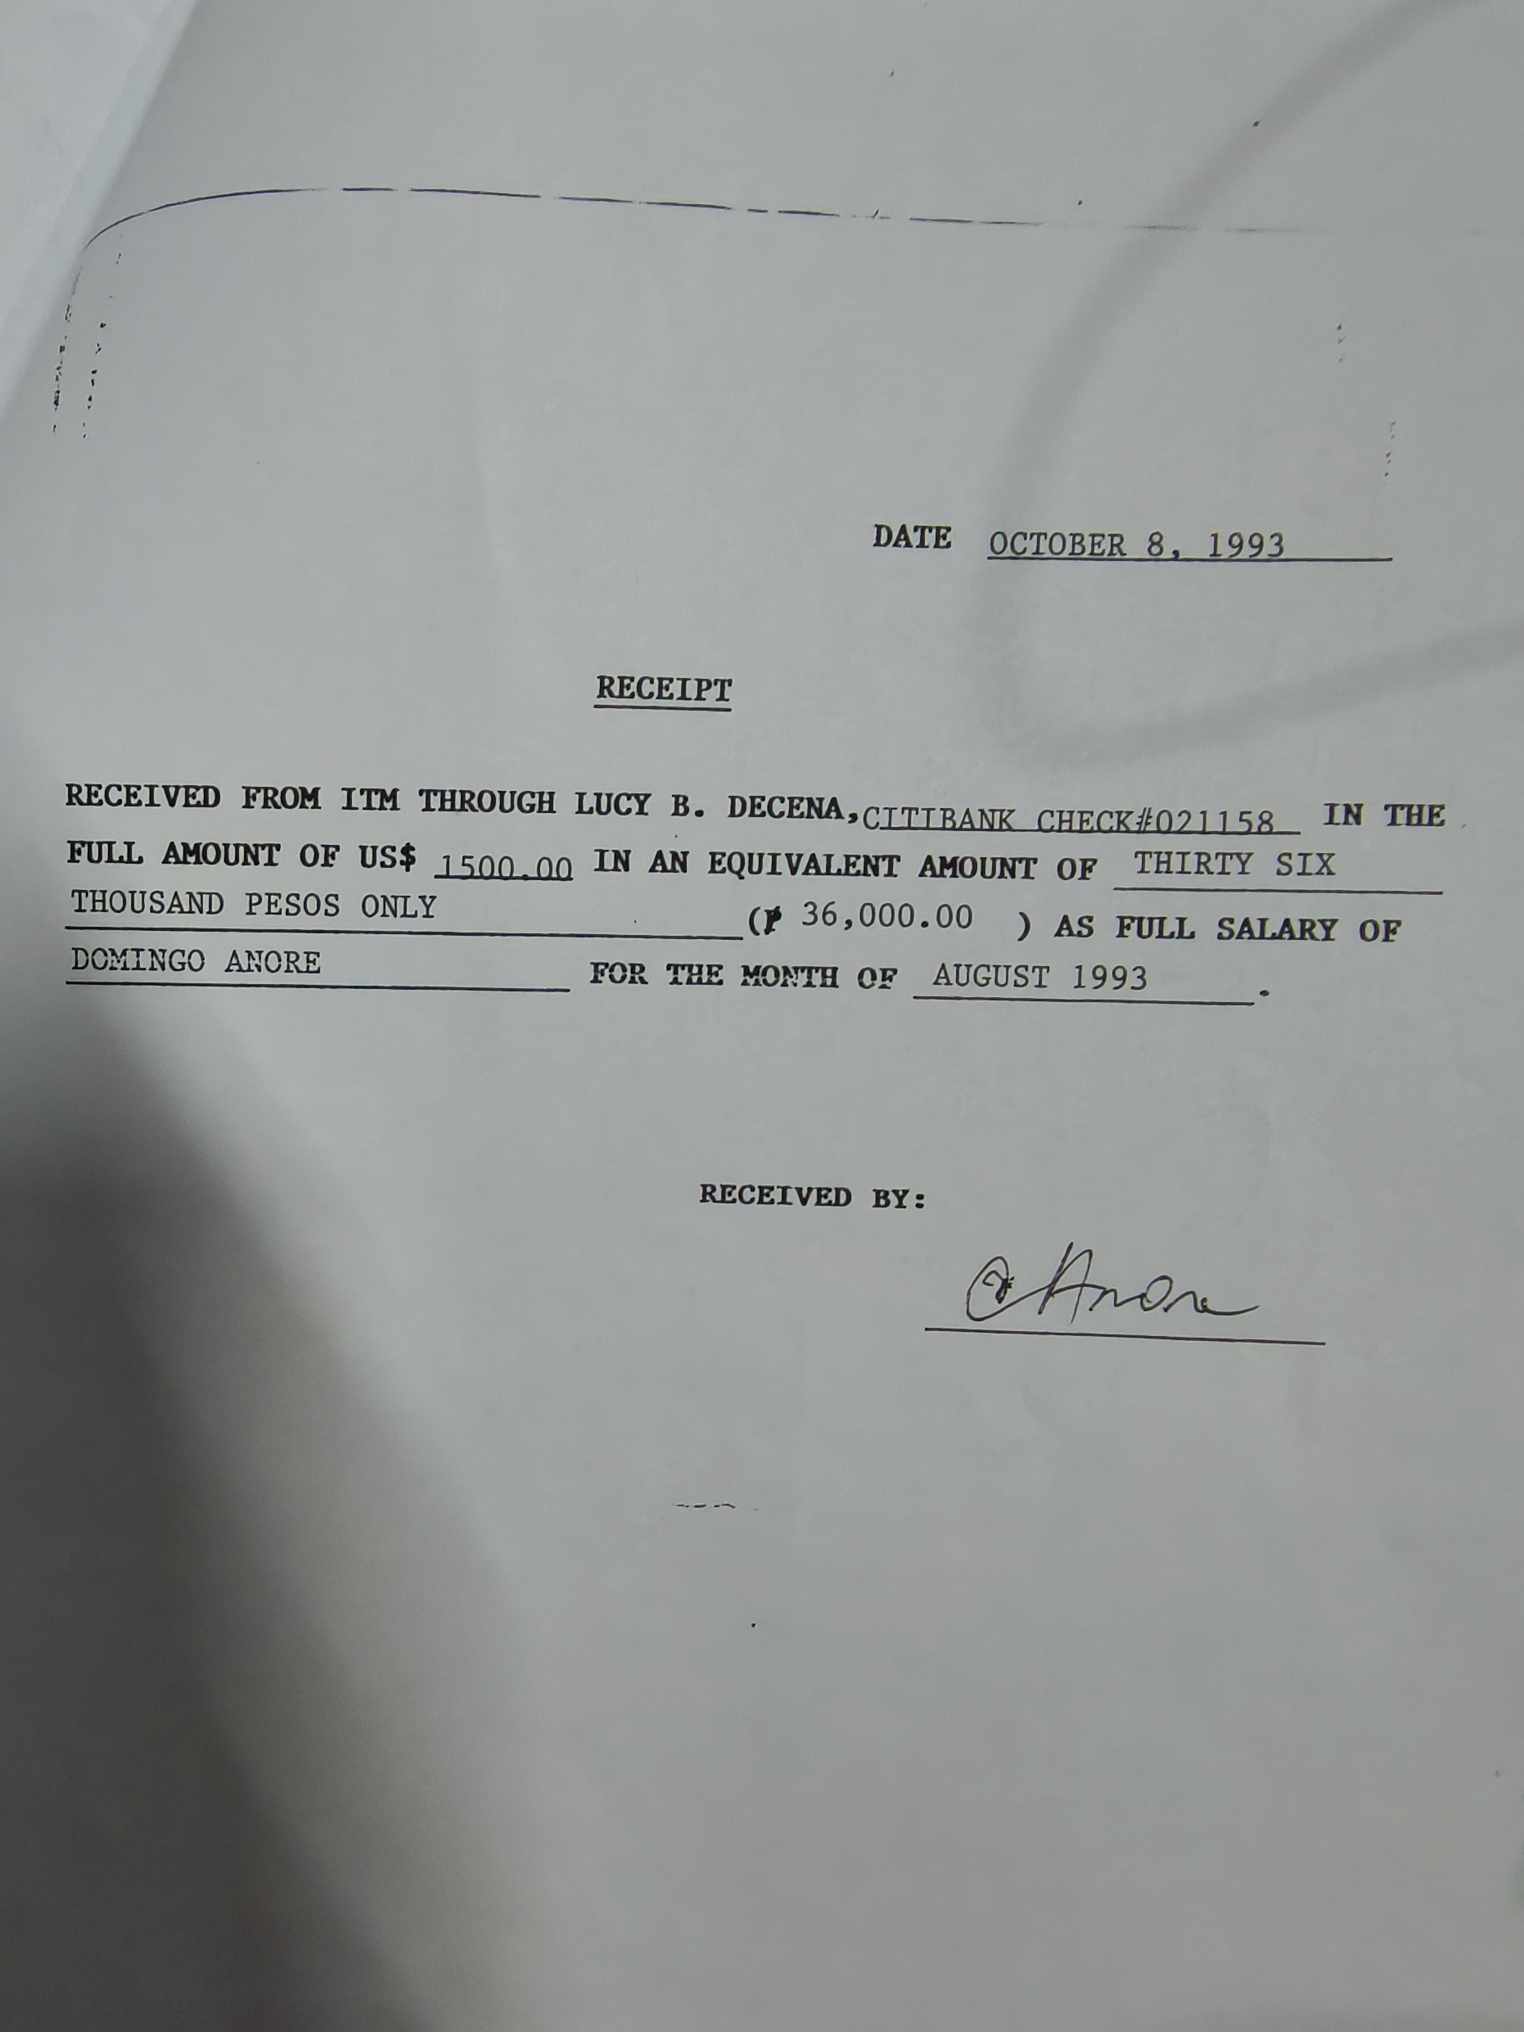 DATE OCTOBER 8, 1993
RECEIPT
RECEIVED FROM ITM THROUGH LUCY B. DECENA, CITIBANK CHECK#021158 IN THE
FULL AMOUNT OF US$ 1500.00 IN AN EQUIVALENT AMOUNT OF THIRTY SIX
THOUSAND PESOS ONLY (₱ 36,000.00 ) AS FULL SALARY OF
DOMINGO ANORE FOR THE MONTH OF AUGUST 1993 .
RECEIVED BY:
Anore